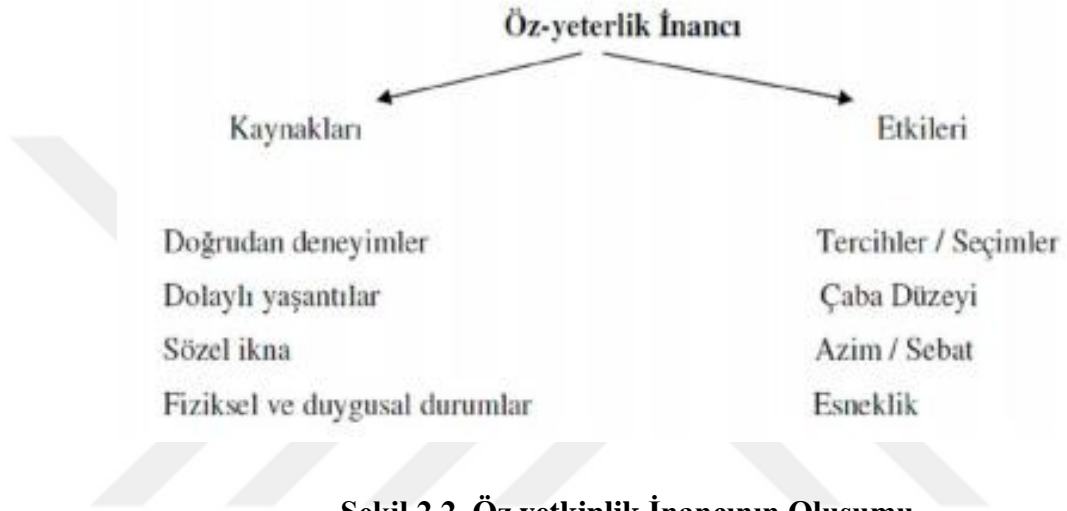 Öz-yeterlik İnancı
Kaynakları
Etkileri
Doğrudan deneyimler
Tercihler / Seçimler
Dolaylı yaşantılar
Çaba Düzeyi
Sözel ikna
Azim / Sebat
Fiziksel ve duygusal durumlar
Esneklik
Şekil 2.2. Öz yetkinlik İnancının Oluşumu